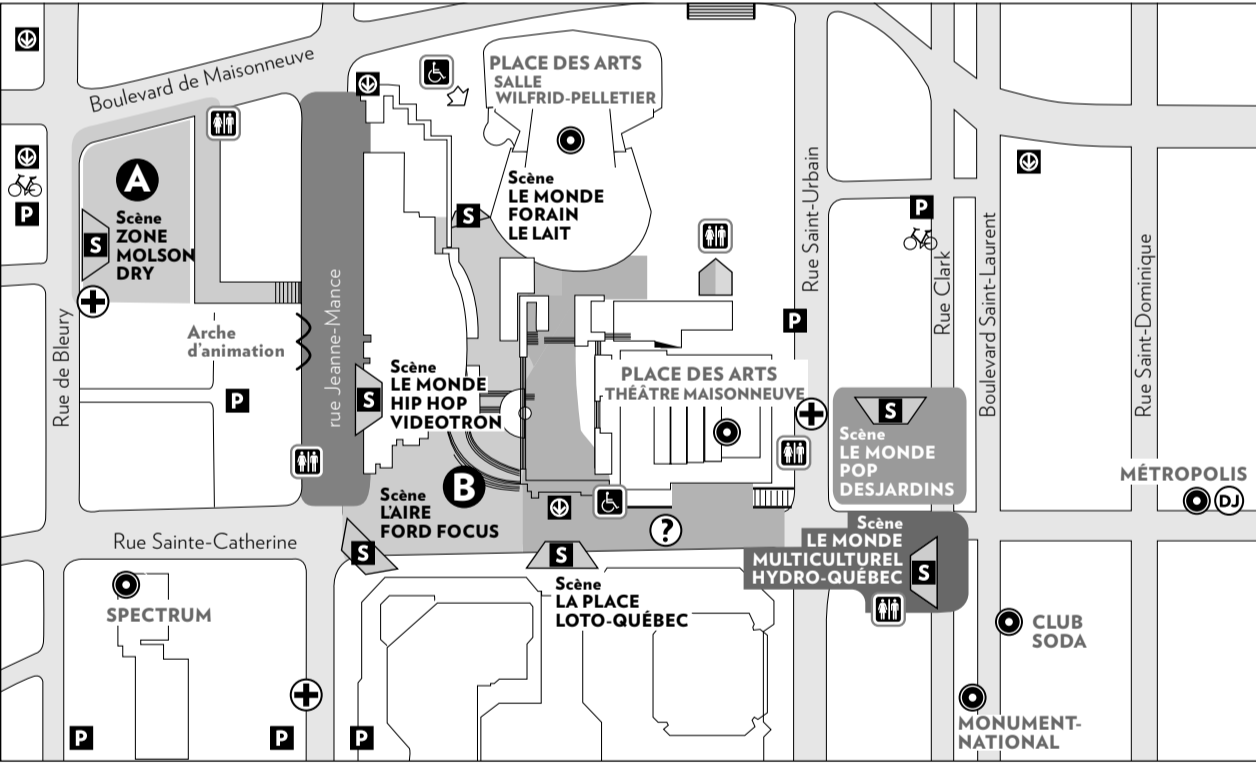 Boulevard de Maisonneuve
PLACE DES ARTS
SALLE
WILFRID-PELLETIER
A
Scène
ZONE
MOLSON
DRY
S
P
Scène
LE MONDE
FORAIN
LE LAIT
S
Rue Saint-Urbain
P
Rue Clark
Boulevard Saint-Laurent
Rue Saint-Dominique
Rue de Bleury
Arche
d'animation
rue Jeanne-Mance
P
S
Scène
LE MONDE
HIP HOP
VIDEOTRON
PLACE DES ARTS
THÉÂTRE MAISONNEUVE
P
S
Scène
LE MONDE
POP
DESJARDINS
B
Scène
L'AIRE
FORD FOCUS
S
MÉTROPOLIS
DJ
Rue Sainte-Catherine
?
S
Scène
LA PLACE
LOTO-QUÉBEC
Scène
LE MONDE
MULTICULTUREL
HYDRO-QUÉBEC
S
SPECTRUM
CLUB
SODA
MONUMENT-
NATIONAL
P
P
P